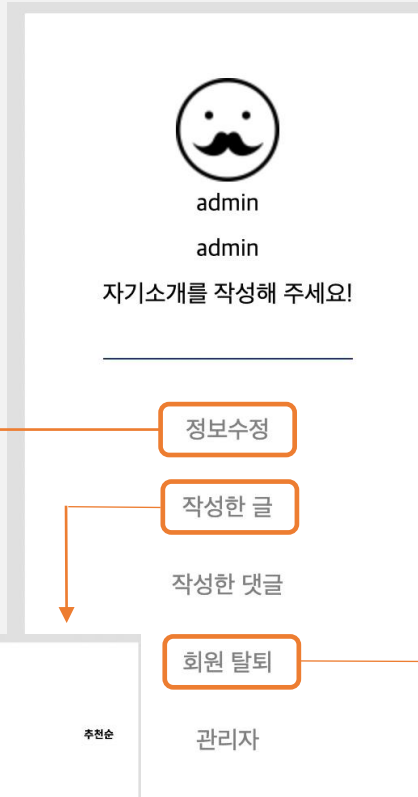 admin
admin
자기소개를 작성해 주세요!
정보수정
작성한 글
작성한 댓글
회원 탈퇴
추천순
관리자